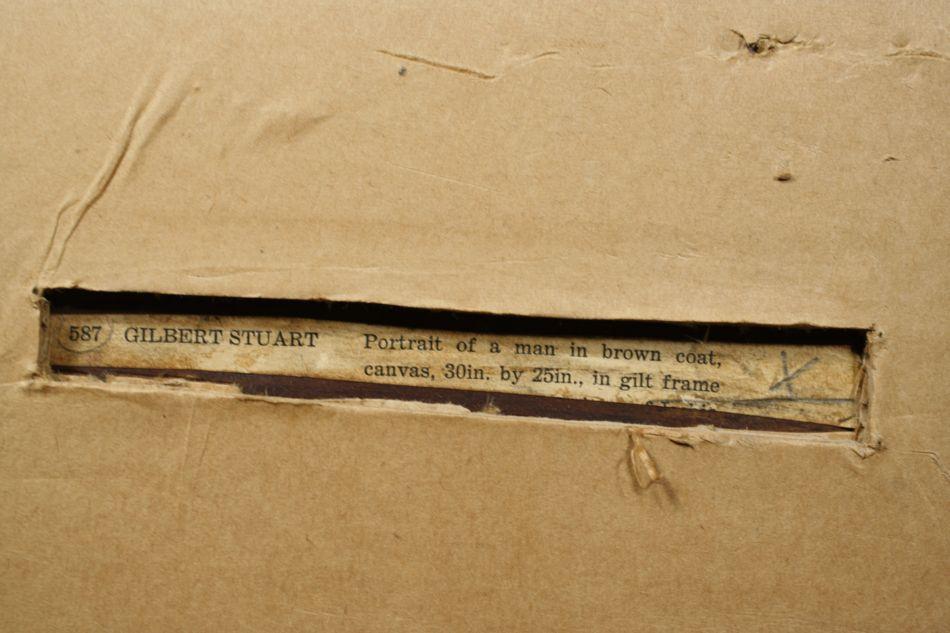 587 GILBERT STUART Portrait of a man in brown coat,
canvas, 30in. by 25in., in gilt frame